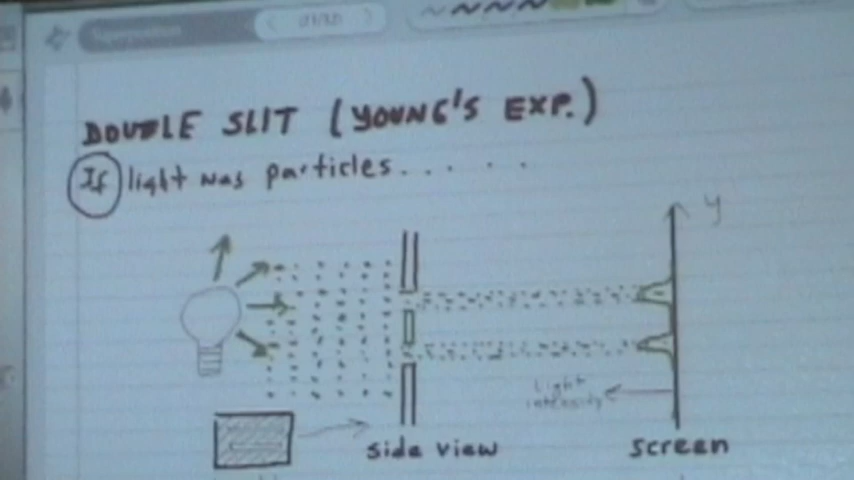 DOUBLE SLIT (YOUNG'S EXP.)
If light was particles. . . . . .
y
Light
intensity
side view
screen